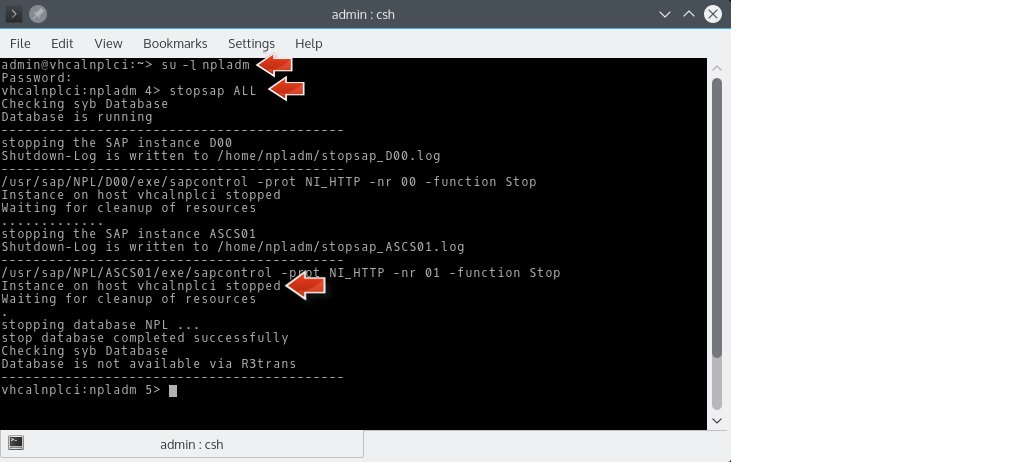 admin : csh
File Edit View Bookmarks Settings Help
admin@vhcalnplci:~> su -l npladm
Password:
vhcalnplci:npladm 4> stopsap ALL
Checking syb Database
Database is running
-------------------------------------------
stopping the SAP instance D00
Shutdown-Log is written to /home/npladm/stopsap_D00.log
-------------------------------------------
/usr/sap/NPL/D00/exe/sapcontrol -prot NI_HTTP -nr 00 -function Stop
Instance on host vhcalnplci stopped
Waiting for cleanup of resources
.............
stopping the SAP instance ASCS01
Shutdown-Log is written to /home/npladm/stopsap_ASCS01.log
-------------------------------------------
/usr/sap/NPL/ASCS01/exe/sapcontrol -prot NI_HTTP -nr 01 -function Stop
Instance on host vhcalnplci stopped
Waiting for cleanup of resources
.
stopping database NPL ...
stop database completed successfully
Checking syb Database
Database is not available via R3trans
-------------------------------------------
vhcalnplci:npladm 5>
admin : csh